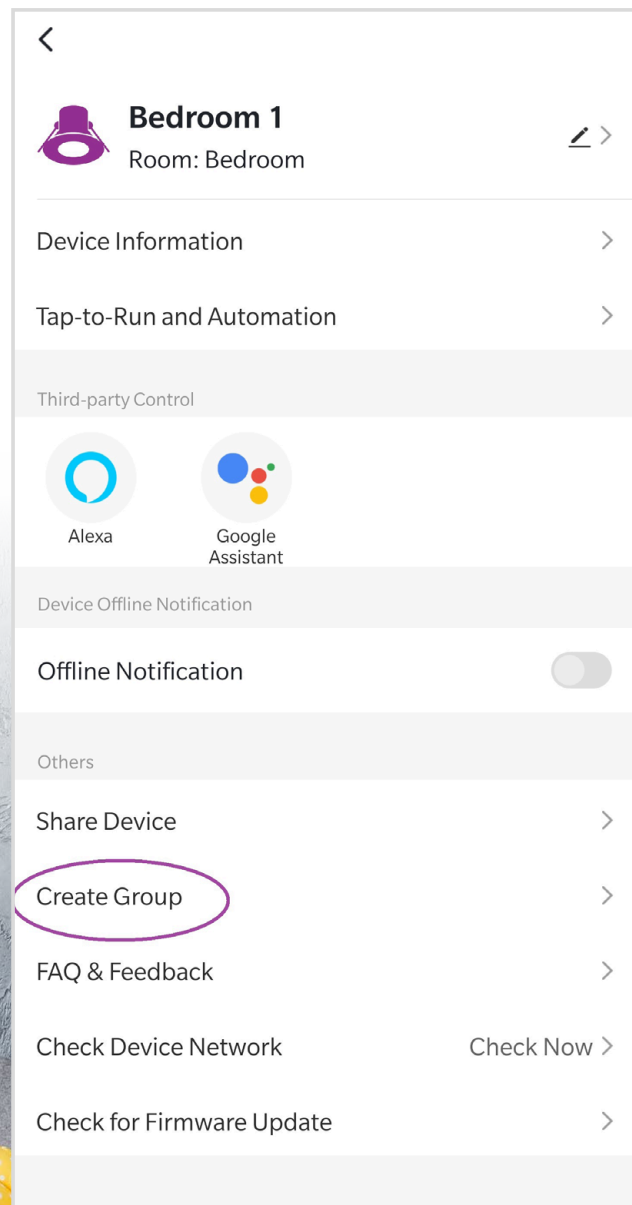 Bedroom 1
Room: Bedroom
Device Information
Tap-to-Run and Automation
Third-party Control
Alexa
Google
Assistant
Device Offline Notification
Offline Notification
Others
Share Device
Create Group
FAQ & Feedback
Check Device Network Check Now
Check for Firmware Update